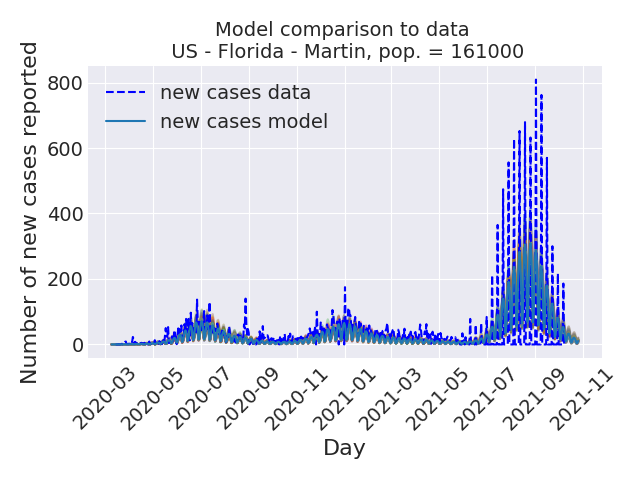 Model comparison to data
US - Florida - Martin, pop. = 161000
Number of new cases reported
800
600
400
200
0
new cases data
new cases model
2020-03
2020-05
2020-07
2020-09
2020-11
2021-01
2021-03
2021-05
2021-07
2021-09
2021-11
Day